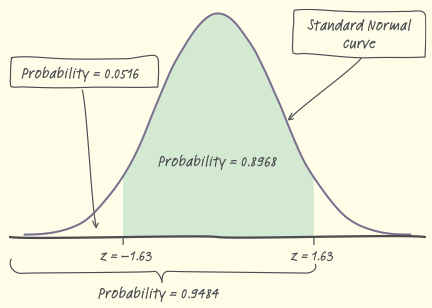 Standard Normal
curve
Probability = 0.0516
Probability = 0.8968
z = -1.63
z = 1.63
Probability = 0.9484